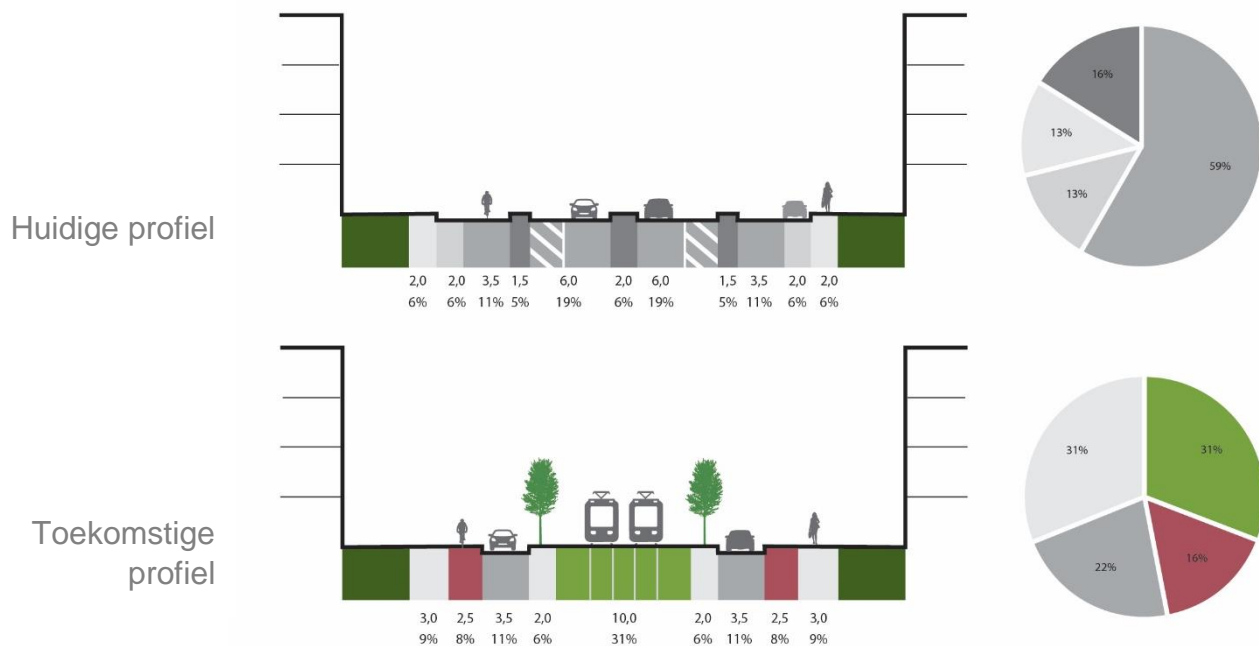 16%
13%
59%
13%
Huidige profiel
2,0 2,0 3,5 1,5 6,0 2,0 6,0 1,5 3,5 2,0 2,0
6% 6% 11% 5% 19% 6% 19% 5% 11% 6% 6%
31% 31%
Toekomstige
profiel
22% 16%
3,0 2,5 3,5 2,0 10,0 2,0 3,5 2,5 3,0
9% 8% 11% 6% 31% 6% 11% 8% 9%